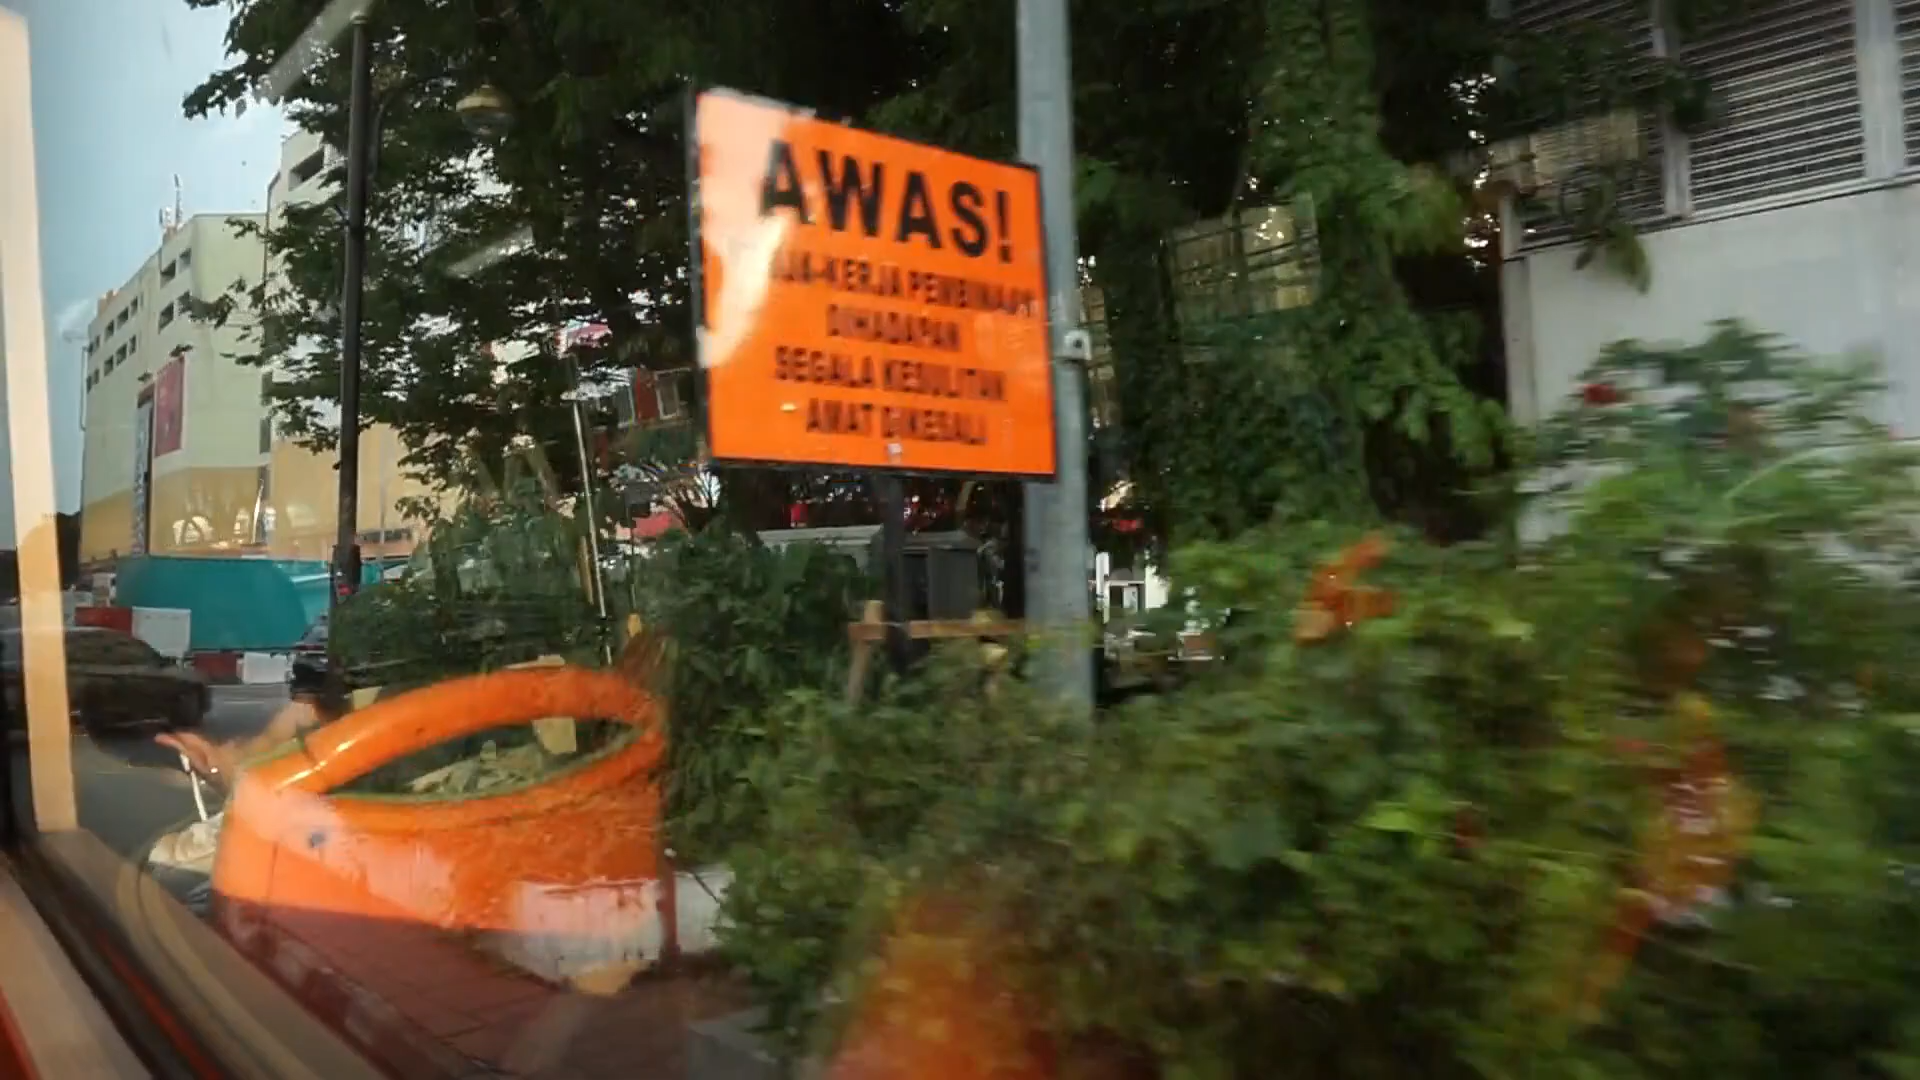 AWAS!
KERJA-KERJA PEMBINAAN
DIHADAPAN
SEGALA KESULITAN
AMAT DIKESALI